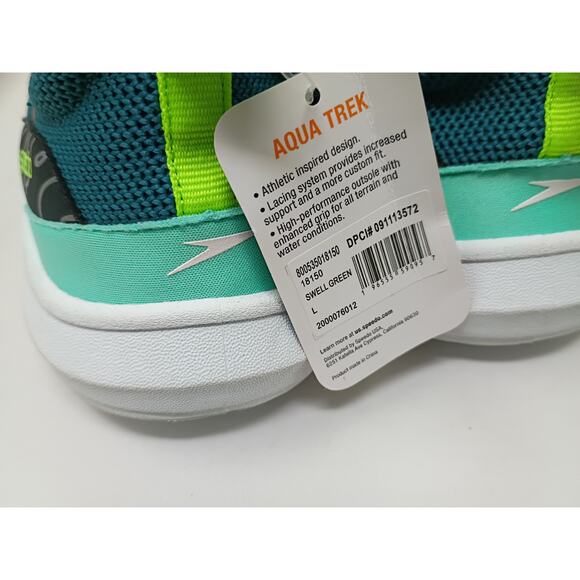 AQUA TREK
• Athletic inspired design.
• Lacing system provides increased
support and a more custom fit.
• High-performance outsole with
enhanced grip for all terrain and
water conditions.
800535018150 DPCI# 091113572
18150
SWELL GREEN
L
2000076012
Learn more at us.speedo.com
Distributed by Speedo USA,
6251 Katella Ave Cypress, California 90630
Product made in China